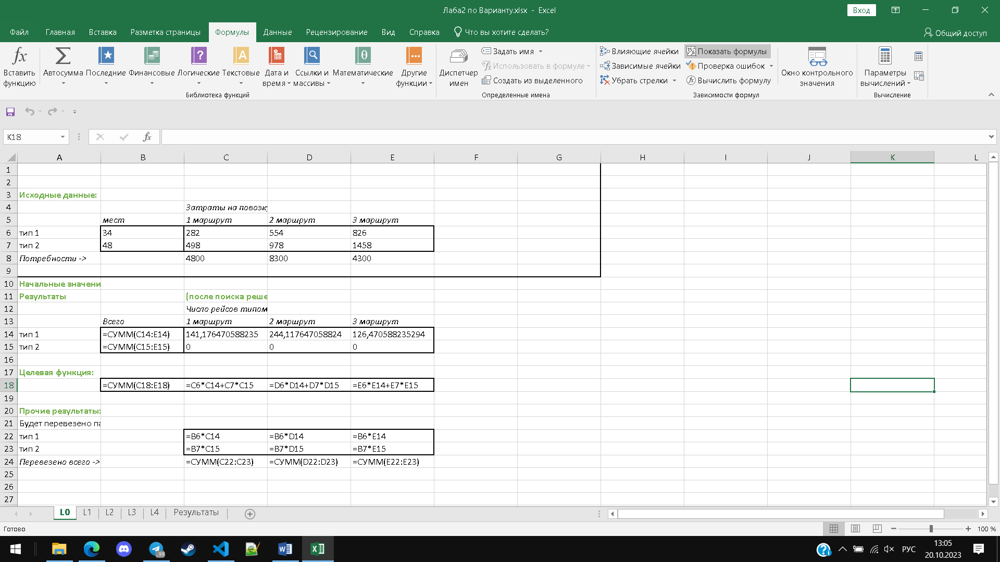 Лаба2 по Варианту.xlsx - Excel
Вход
Файл Главная Вставка Разметка страницы Формулы Данные Рецензирование Вид Справка Что вы хотите сделать? Общий доступ
Вставить функцию
Автосумма
Последние
Финансовые
Логические
Текстовые
Дата и время
Ссылки и массивы
Математические
Другие функции
Библиотека функций
Диспетчер имен
Задать имя
Использовать в формуле
Создать из выделенного
Определенные имена
Влияющие ячейки
Зависимые ячейки
Убрать стрелки
Показать формулы
Проверка ошибок
Вычислить формулу
Зависимости формул
Окно контрольного значения
Параметры вычислений
Вычисление
K18
A B C D E F G H I J K L
1
2
3 Исходные данные:
4 Затраты на повозк
5 мест 1 маршрут 2 маршрут 3 маршрут
6 тип 1 34 282 554 826
7 тип 2 48 498 978 1458
8 Потребности -> 4800 8300 4300
9
10 Начальные значени
11 Результаты (после поиска реше
12 Число рейсов типом
13 Всего 1 маршрут 2 маршрут 3 маршрут
14 тип 1 =СУММ(C14:E14) 141,176470588235 244,117647058824 126,470588235294
15 тип 2 =СУММ(C15:E15) 0 0 0
16
17 Целевая функция:
18 =СУММ(C18:E18) =C6*C14+C7*C15 =D6*D14+D7*D15 =E6*E14+E7*E15
19
20 Прочие результаты:
21 Будет перевезено па
22 тип 1 =B6*C14 =B6*D14 =B6*E14
23 тип 2 =B7*C15 =B7*D15 =B7*E15
24 Перевезено всего -> =СУММ(C22:C23) =СУММ(D22:D23) =СУММ(E22:E23)
25
26
27
L0 L1 L2 L3 L4 Результаты
Готово
100 %
99
РУС
13:05
20.10.2023